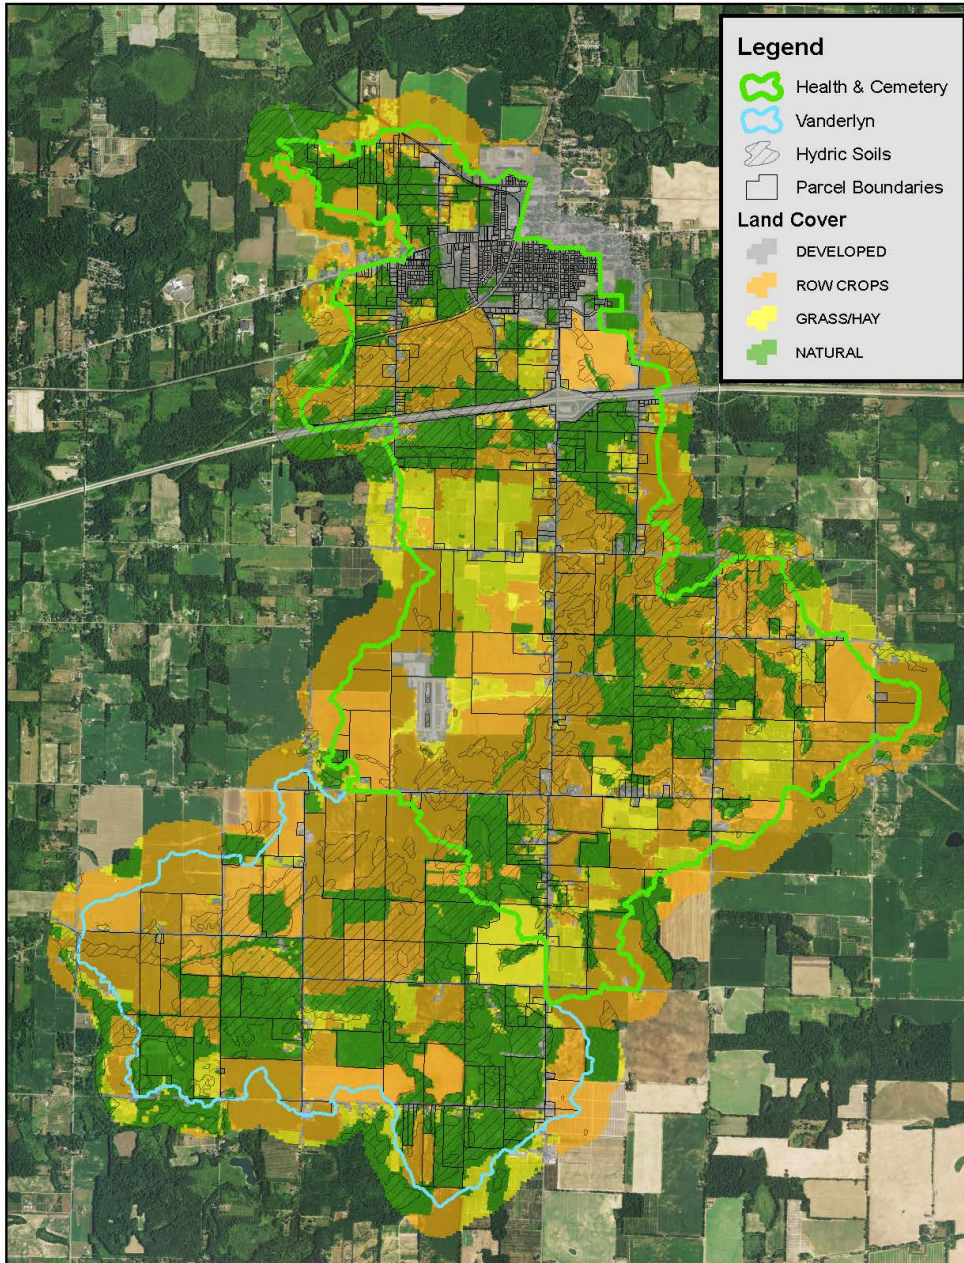 Legend
Health & Cemetery
Vanderlyn
Hydric Soils
Parcel Boundaries
Land Cover
DEVELOPED
ROW CROPS
GRASS/HAY
NATURAL